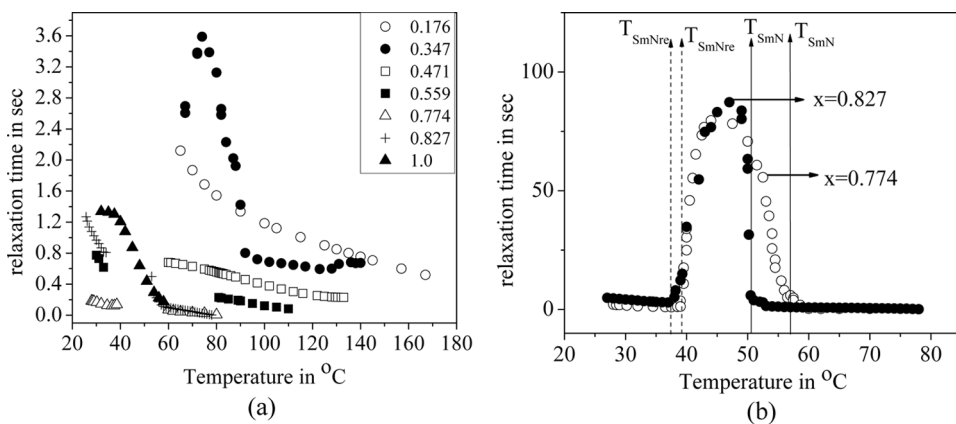 3.6
3.2
2.8
2.4
2.0
1.6
1.2
0.8
0.4
0.0
relaxation time in sec
0.176
0.347
0.471
0.559
0.774
0.827
1.0
20 40 60 80 100 120 140 160 180
Temperature in °C
(a)
T_SmNre T_SmNre T_SmN T_SmN
100
50
0
relaxation time in sec
x=0.827
x=0.774
20 30 40 50 60 70 80
Temperature in °C
(b)